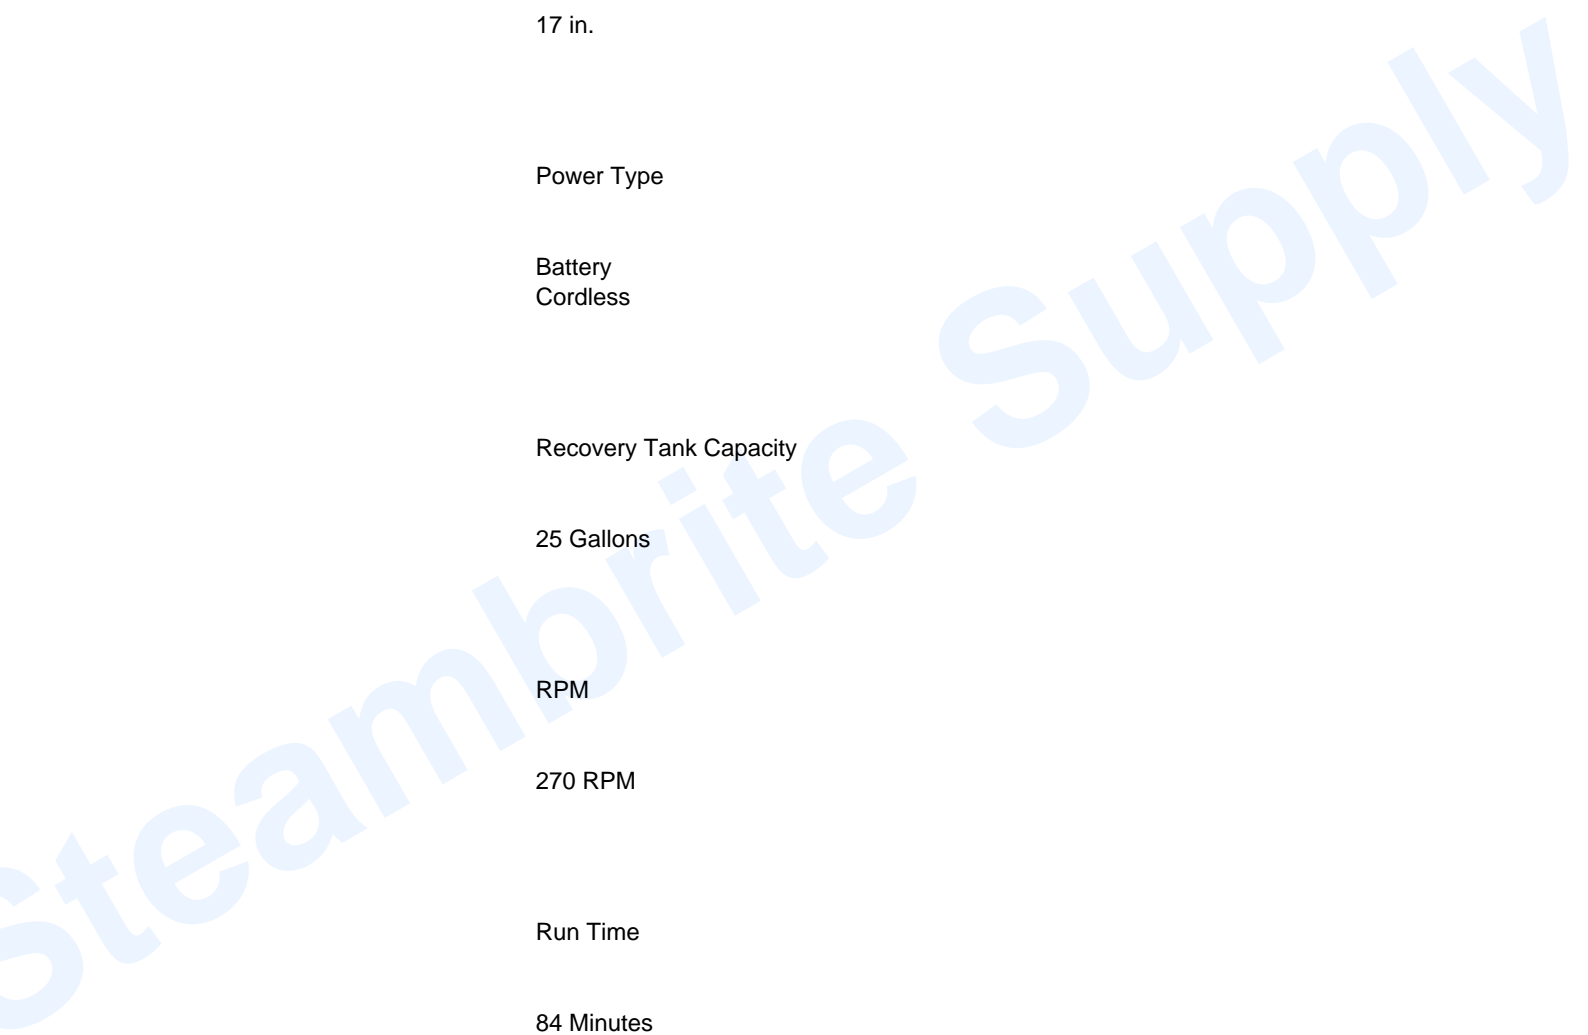 17 in.
Power Type
Battery
Cordless
Recovery Tank Capacity
25 Gallons
RPM
270 RPM
Run Time
84 Minutes
Steambrite Supply